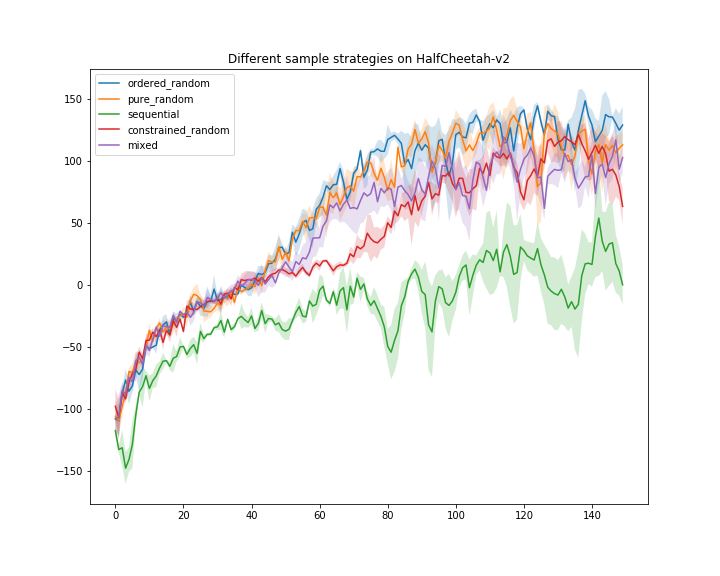 Different sample strategies on HalfCheetah-v2
ordered_random
pure_random
sequential
constrained_random
mixed
150
100
50
0
−50
−100
−150
0 20 40 60 80 100 120 140